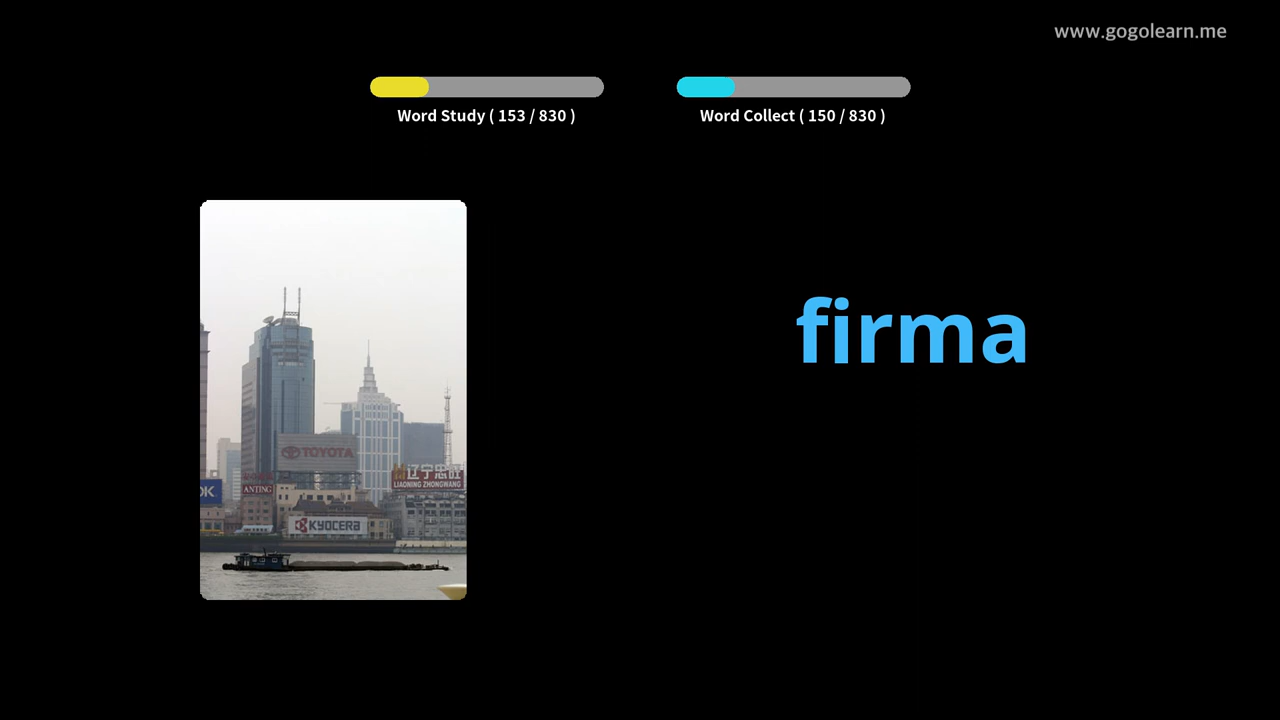 www.gogolearn.me
Word Study ( 153 / 830 )
Word Collect ( 150 / 830 )
firma
TOYOTA
辽宁忠旺
LIAONING ZHONGWANG
OK
ANTING
KYOCERA